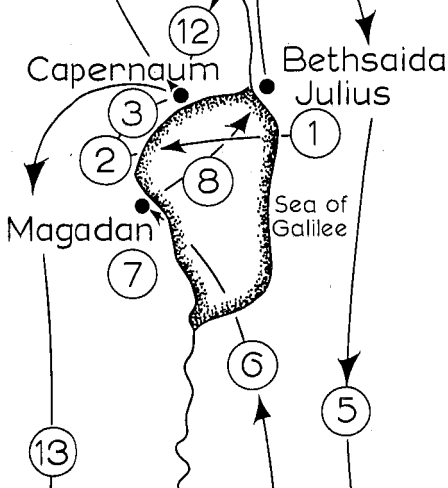 12
Capernaum
Bethsaida
Julius
3
1
2
8
Sea of
Galilee
Magadan
7
6
5
13